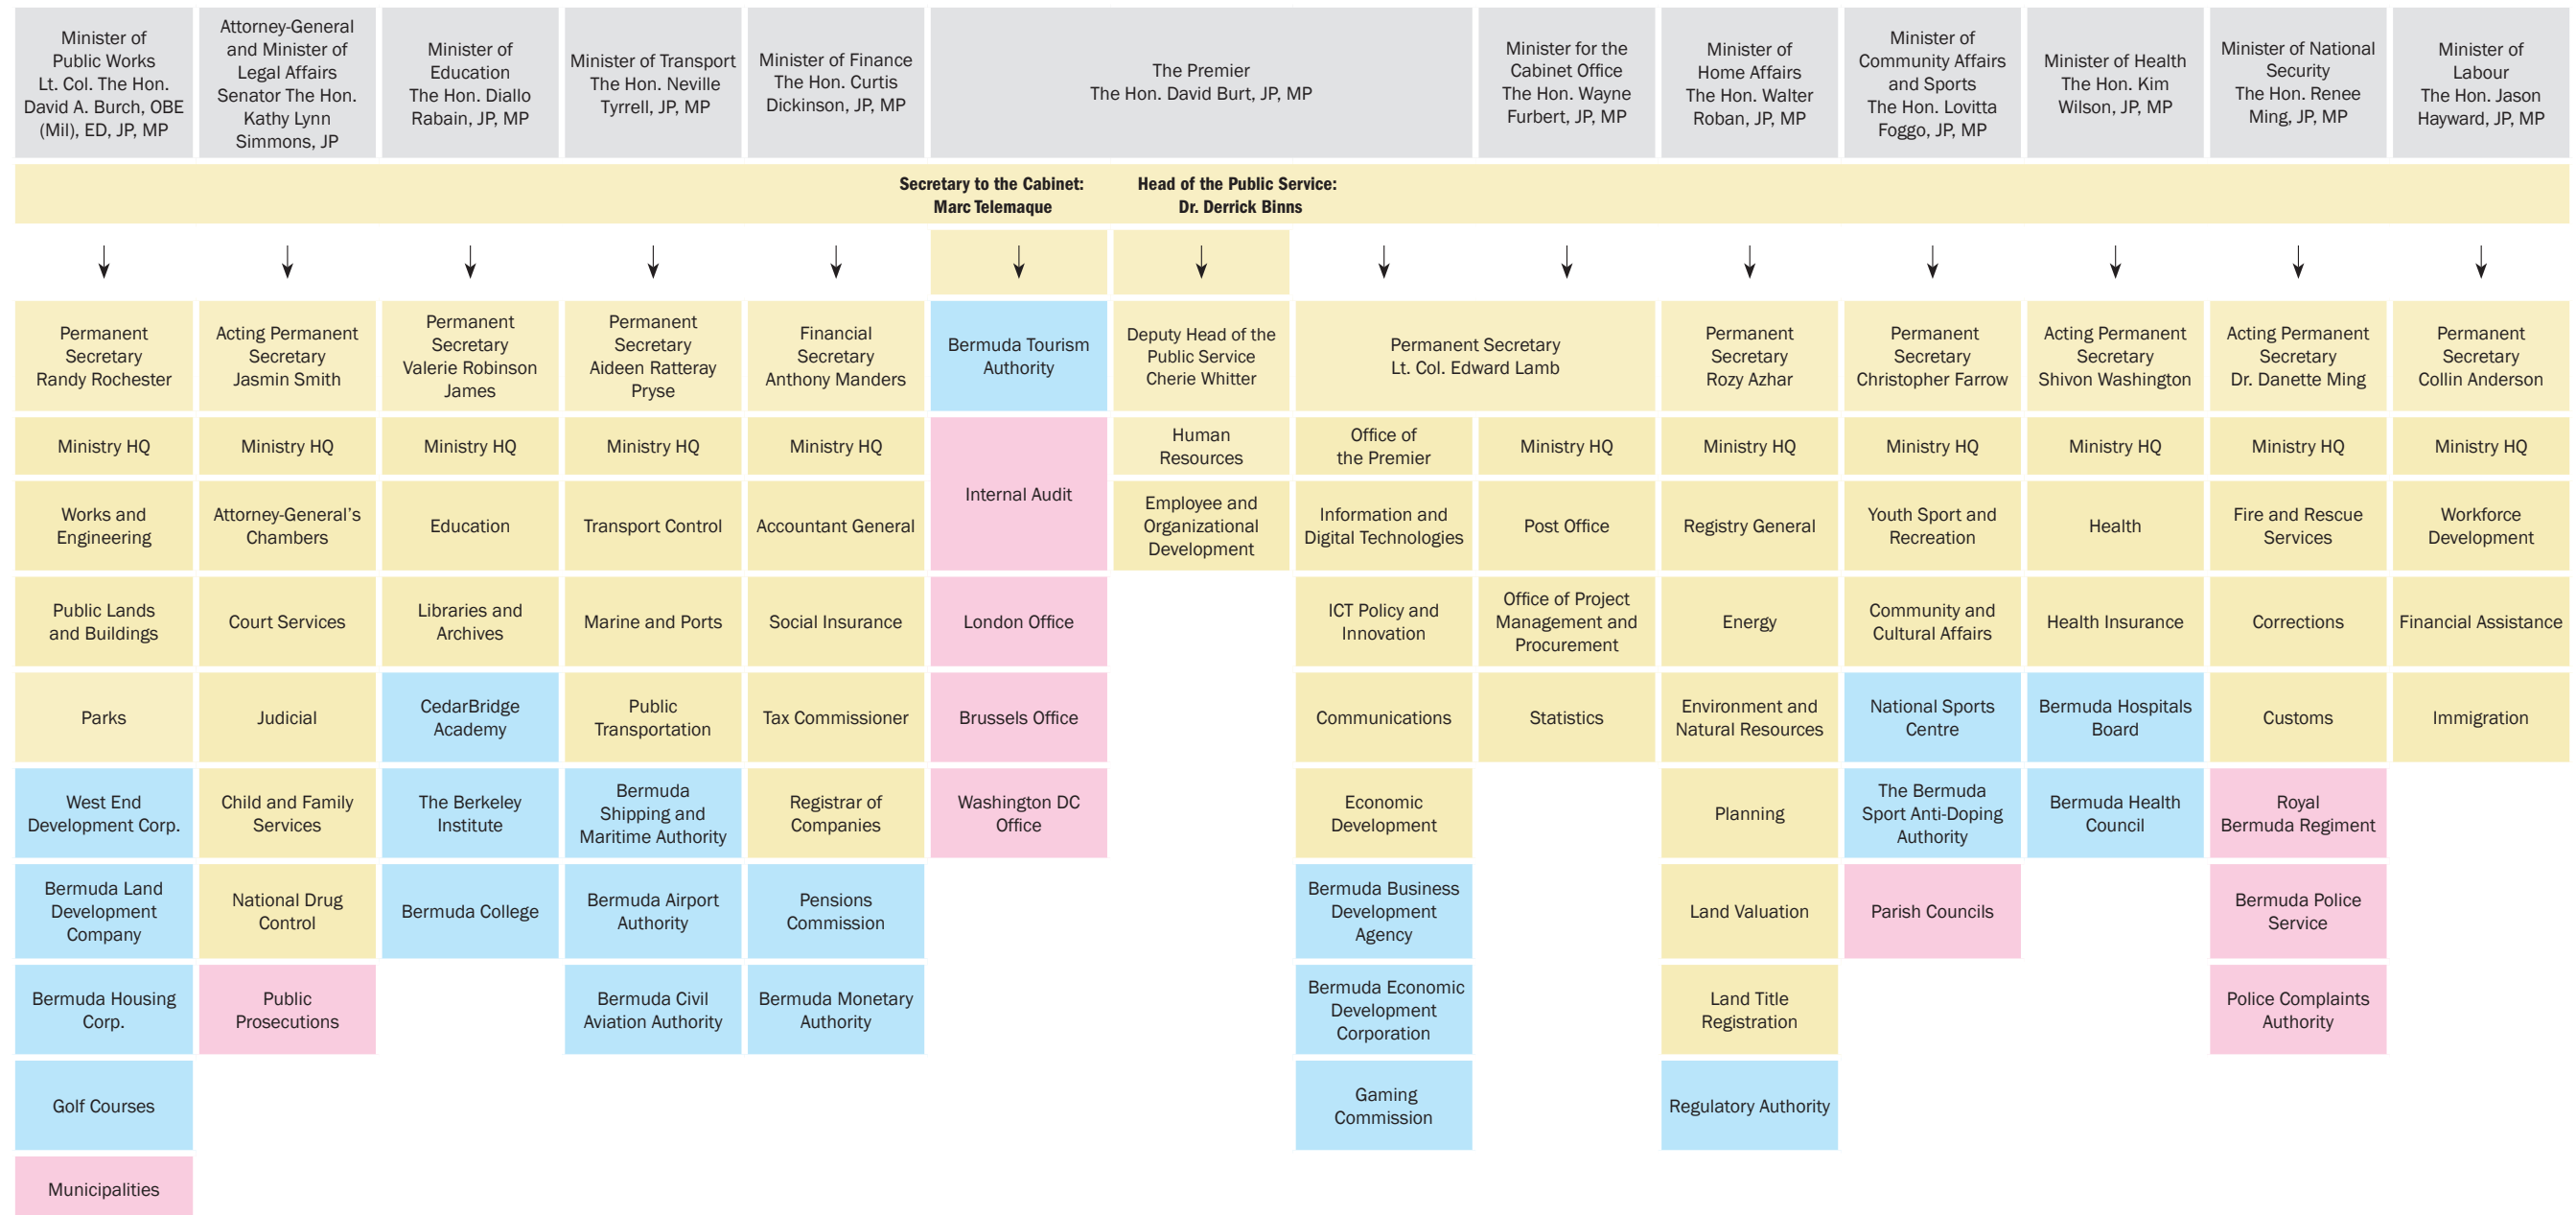 Minister of
Public Works
Lt. Col. The Hon.
David A. Burch, OBE
(Mil), ED, JP, MP
Attorney-General
and Minister of
Legal Affairs
Senator The Hon.
Kathy Lynn
Simmons, JP
Minister of
Education
The Hon. Diallo
Rabain, JP, MP
Minister of Transport
The Hon. Neville
Tyrrell, JP, MP
Minister of Finance
The Hon. Curtis
Dickinson, JP, MP
The Premier
The Hon. David Burt, JP, MP
Minister for the
Cabinet Office
The Hon. Wayne
Furbert, JP, MP
Minister of
Home Affairs
The Hon. Walter
Roban, JP, MP
Minister of
Community Affairs
and Sports
The Hon. Lovitta
Foggo, JP, MP
Minister of Health
The Hon. Kim
Wilson, JP, MP
Minister of National
Security
The Hon. Renee
Ming, JP, MP
Minister of
Labour
The Hon. Jason
Hayward, JP, MP
Secretary to the Cabinet:
Marc Telemaque
Head of the Public Service:
Dr. Derrick Binns
Permanent
Secretary
Randy Rochester
Acting Permanent
Secretary
Jasmin Smith
Permanent
Secretary
Valerie Robinson
James
Permanent
Secretary
Aideen Ratteray
Pryse
Financial
Secretary
Anthony Manders
Bermuda Tourism
Authority
Deputy Head of the
Public Service
Cherie Whitter
Permanent Secretary
Lt. Col. Edward Lamb
Permanent
Secretary
Rozy Azhar
Permanent
Secretary
Christopher Farrow
Acting Permanent
Secretary
Shivon Washington
Acting Permanent
Secretary
Dr. Danette Ming
Permanent
Secretary
Collin Anderson
Ministry HQ
Ministry HQ
Ministry HQ
Ministry HQ
Ministry HQ
Internal Audit
Human
Resources
Office of
the Premier
Ministry HQ
Ministry HQ
Ministry HQ
Ministry HQ
Ministry HQ
Ministry HQ
Works and
Engineering
Attorney-General's
Chambers
Education
Transport Control
Accountant General
Employee and
Organizational
Development
Information and
Digital Technologies
Post Office
Registry General
Youth Sport and
Recreation
Health
Fire and Rescue
Services
Workforce
Development
Public Lands
and Buildings
Court Services
Libraries and
Archives
Marine and Ports
Social Insurance
London Office
ICT Policy and
Innovation
Office of Project
Management and
Procurement
Energy
Community and
Cultural Affairs
Health Insurance
Corrections
Financial Assistance
Parks
Judicial
CedarBridge
Academy
Public
Transportation
Tax Commissioner
Brussels Office
Communications
Statistics
Environment and
Natural Resources
National Sports
Centre
Bermuda Hospitals
Board
Customs
Immigration
West End
Development Corp.
Child and Family
Services
The Berkeley
Institute
Bermuda
Shipping and
Maritime Authority
Registrar of
Companies
Washington DC
Office
Economic
Development
Planning
The Bermuda
Sport Anti-Doping
Authority
Bermuda Health
Council
Royal
Bermuda Regiment
Bermuda Land
Development
Company
National Drug
Control
Bermuda College
Bermuda Airport
Authority
Pensions
Commission
Bermuda Business
Development
Agency
Land Valuation
Parish Councils
Bermuda Police
Service
Bermuda Housing
Corp.
Public
Prosecutions
Bermuda Civil
Aviation Authority
Bermuda Monetary
Authority
Bermuda Economic
Development
Corporation
Land Title
Registration
Police Complaints
Authority
Golf Courses
Gaming
Commission
Regulatory Authority
Municipalities